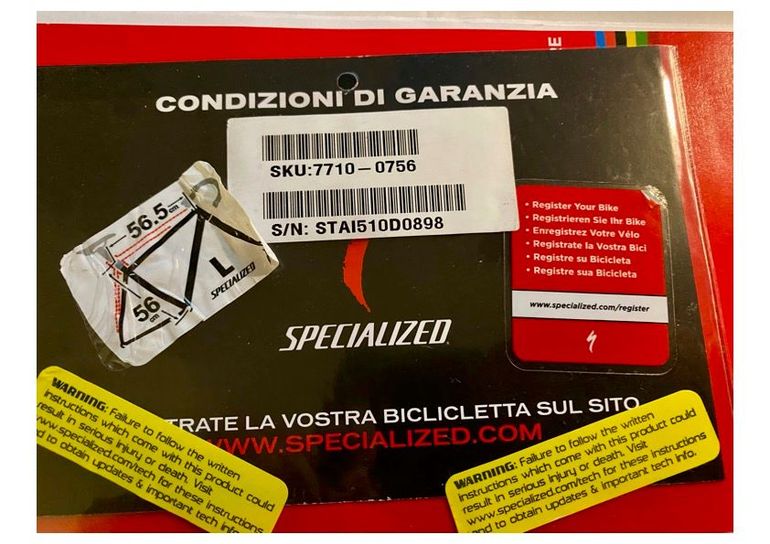 RE
CONDIZIONI DI GARANZIA
SKU:7710-0756
S/N: STAI510D0898
56.5
cm
56
cm
L
SPECIALIZED
• Register Your Bike
• Registrieren Sie Ihr Bike
• Enregistrez Votre Vélo
• Registrate la Vostra Bici
• Registre su Bicicleta
• Registre sua Bicicleta
www.specialized.com/register
SPECIALIZED
TRATE LA VOSTRA BICLICLETTA SUL SITO
WWW.SPECIALIZED.COM
WARNING: Failure to follow the written
instructions which come with this product could
result in serious injury or death. Visit
www.specialized.com/tech for these instructions
and to obtain updates & important tech info.
WARNING: Failure to follow the written
instructions which come with this product could
result in serious injury or death. Visit
www.specialized.com/tech for these instructions
and to obtain updates & important tech info.